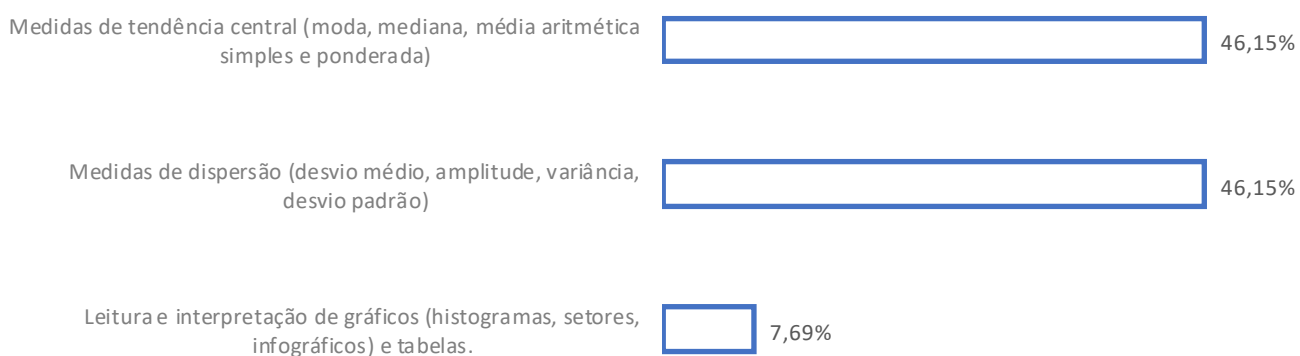 Medidas de tendência central (moda, mediana, média aritmética
simples e ponderada)
46,15%
Medidas de dispersão (desvio médio, amplitude, variância,
desvio padrão)
46,15%
Leitura e interpretação de gráficos (histogramas, setores,
infográficos) e tabelas.
7,69%